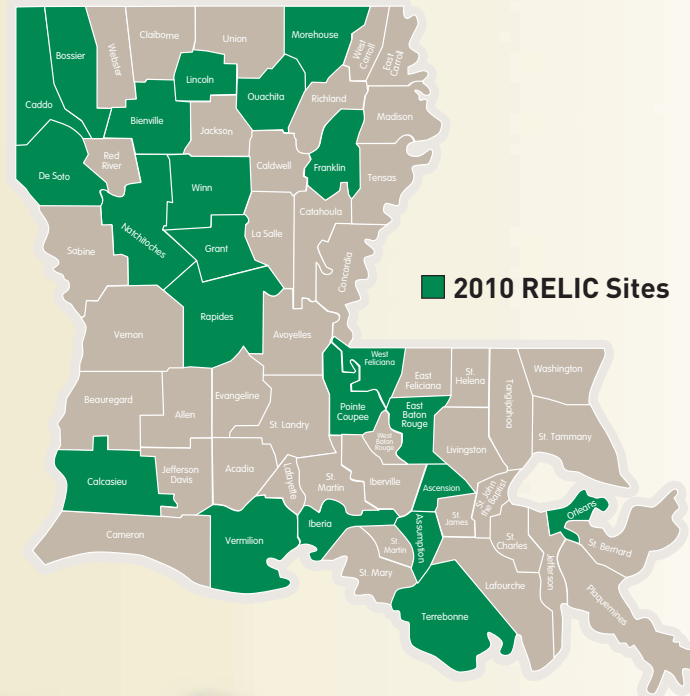 Claiborne
Union
Morehouse
West
Carroll
East
Carroll
Bossier
Webster
Lincoln
Caddo
Ouachita
Richland
Madison
Bienville
Jackson
Red
River
Caldwell
Franklin
Tensas
De Soto
Winn
Catahoula
Natchitoches
La Salle
Sabine
Grant
Concordia
2010 RELIC Sites
Rapides
Vernon
Avoyelles
West
Feliciana
East
Feliciana
St.
Helena
Tangipahoa
Washington
Beauregard
Allen
Evangeline
St. Landry
Pointe
Coupee
East
Baton
Rouge
West
Baton
Rouge
Livingston
St. Tammany
Calcasieu
Jefferson
Davis
Acadia
Lafayette
St.
Martin
Iberville
Ascension
St. John
the Baptist
St.
James
Orleans
Cameron
Vermilion
Iberia
St.
Martin
Assumption
St.
Charles
Jefferson
St. Bernard
St. Mary
Lafourche
Plaquemines
Terrebonne